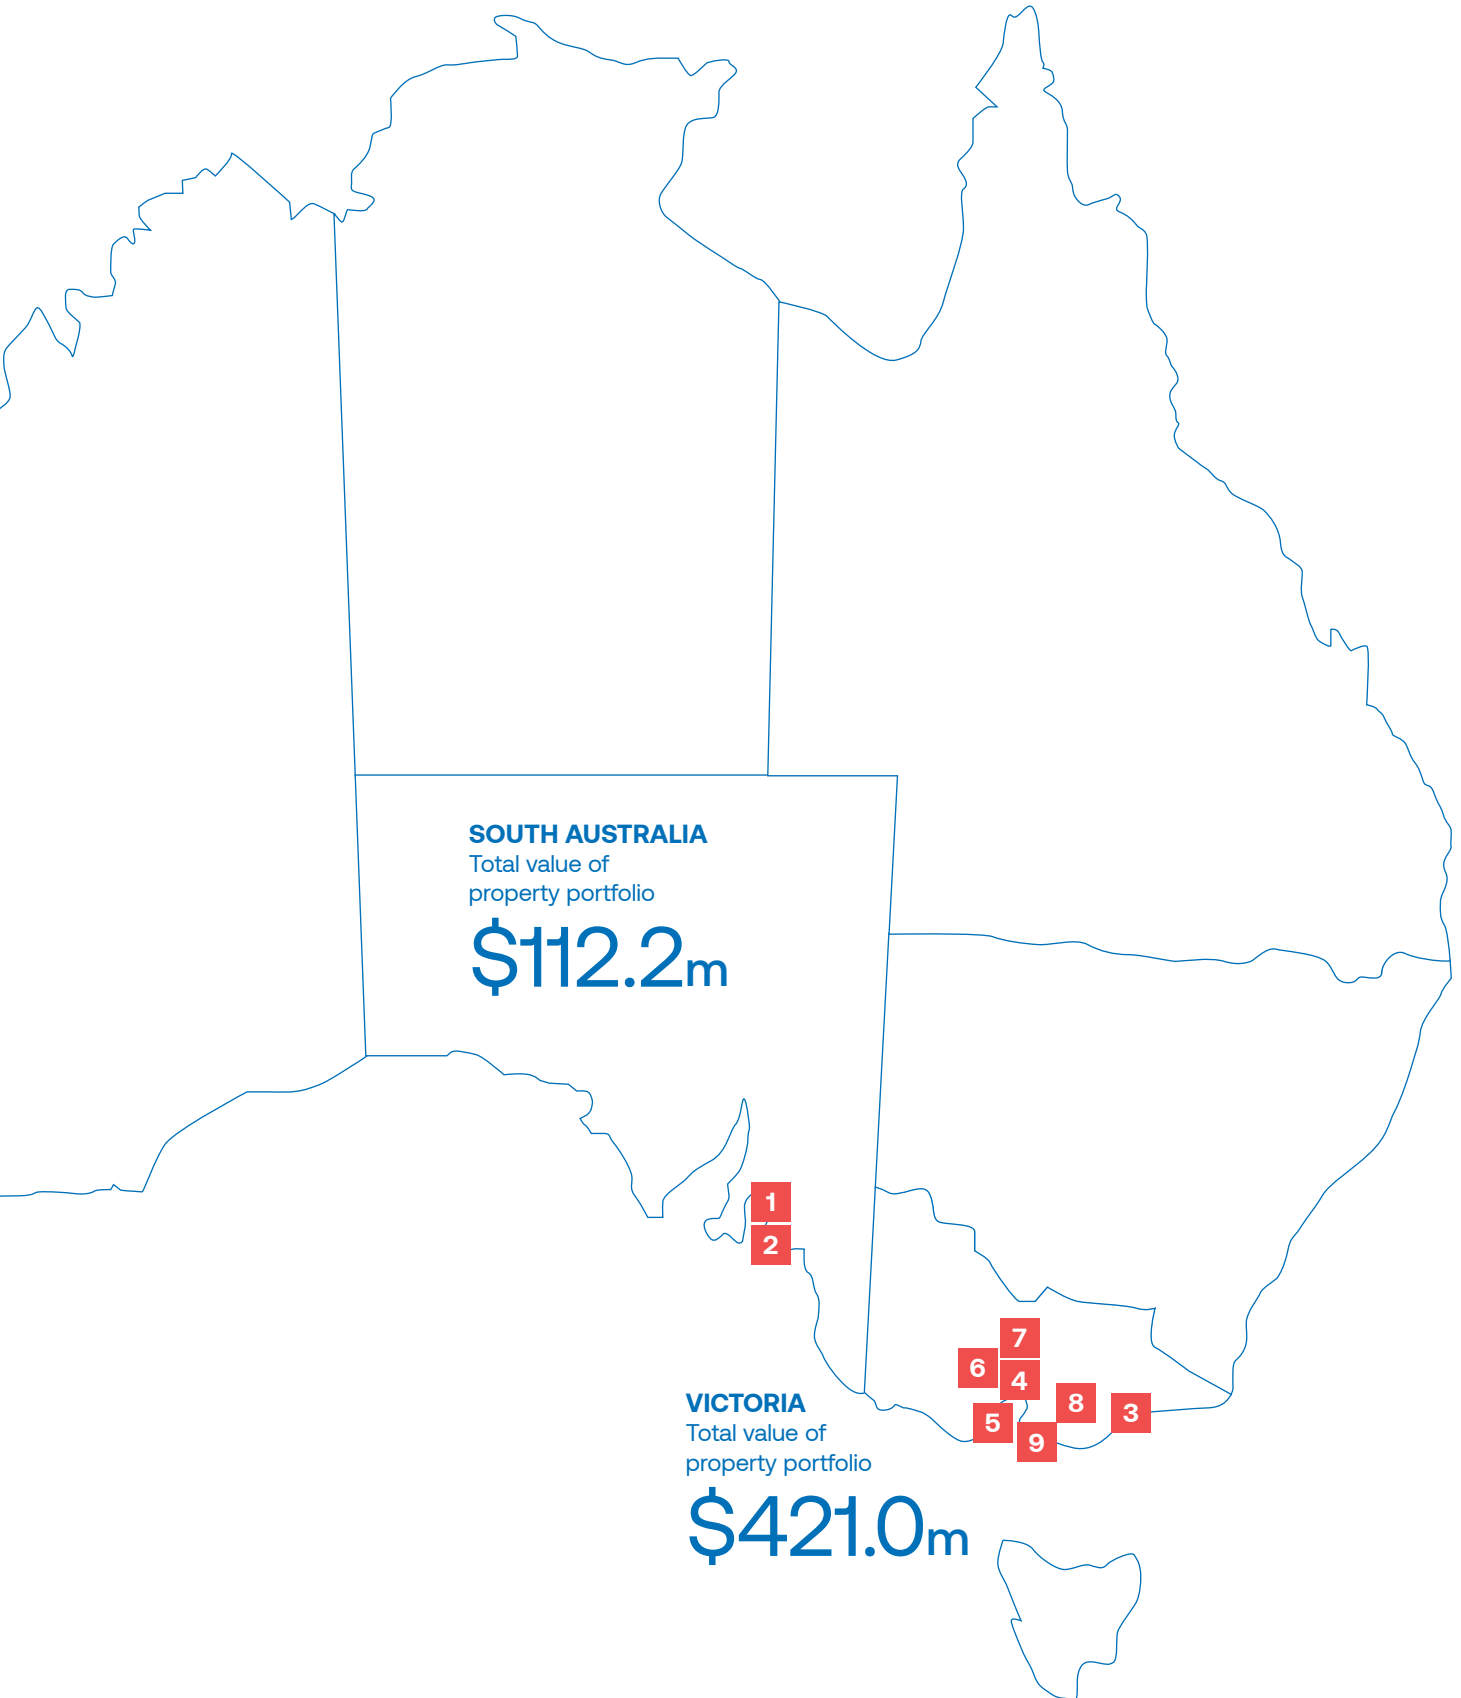 SOUTH AUSTRALIA
Total value of
property portfolio
$112.2m
1
2
7
6
4
8
3
5
9
VICTORIA
Total value of
property portfolio
$421.0m